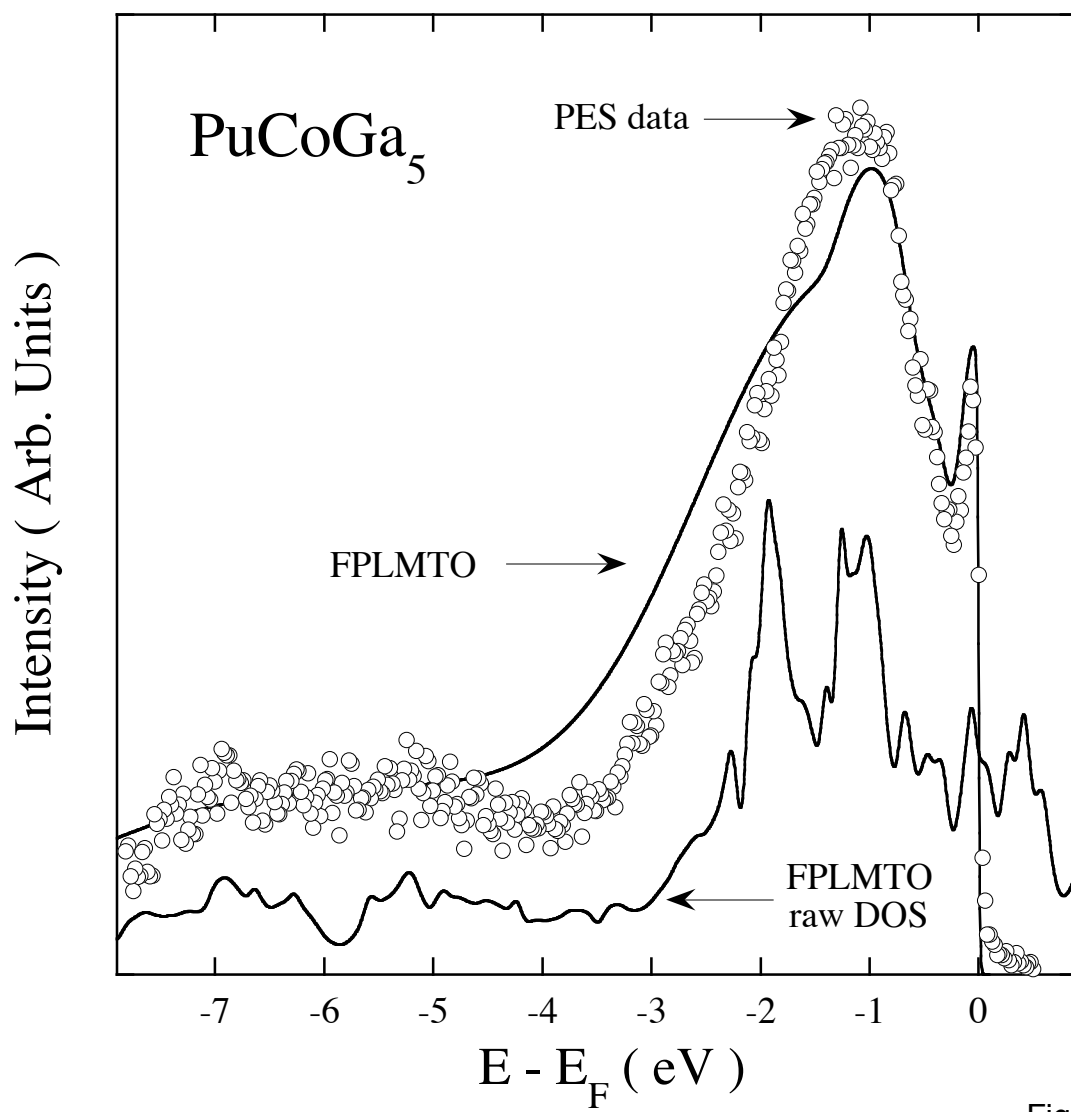 PES data
PuCoGa5
Intensity ( Arb. Units )
FPLMTO
FPLMTO
raw DOS
-7 -6 -5 -4 -3 -2 -1 0
E - EF ( eV )
Fig